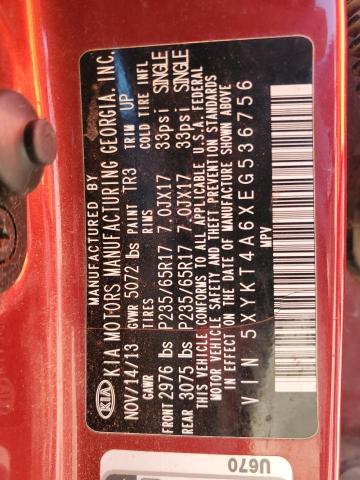 KIA
MANUFACTURED BY
KIA MOTORS MANUFACTURING GEORGIA, INC.
NOV/14/13 GVWR 5072 lbs PAINT TR3 TRIM UP
GAWR TIRES RIMS COLD TIRE INFL
FRONT 2976 lbs P235/65R17 7.0JX17 33psi SINGLE
REAR 3075 lbs P235/65R17 7.0JX17 33psi SINGLE
THIS VEHICLE CONFORMS TO ALL APPLICABLE U.S.A. FEDERAL
MOTOR VEHICLE SAFETY AND THEFT PREVENTION STANDARDS
IN EFFECT ON THE DATE OF MANUFACTURE SHOWN ABOVE
VIN 5XYKT4A6XEG536756
MPV
U670